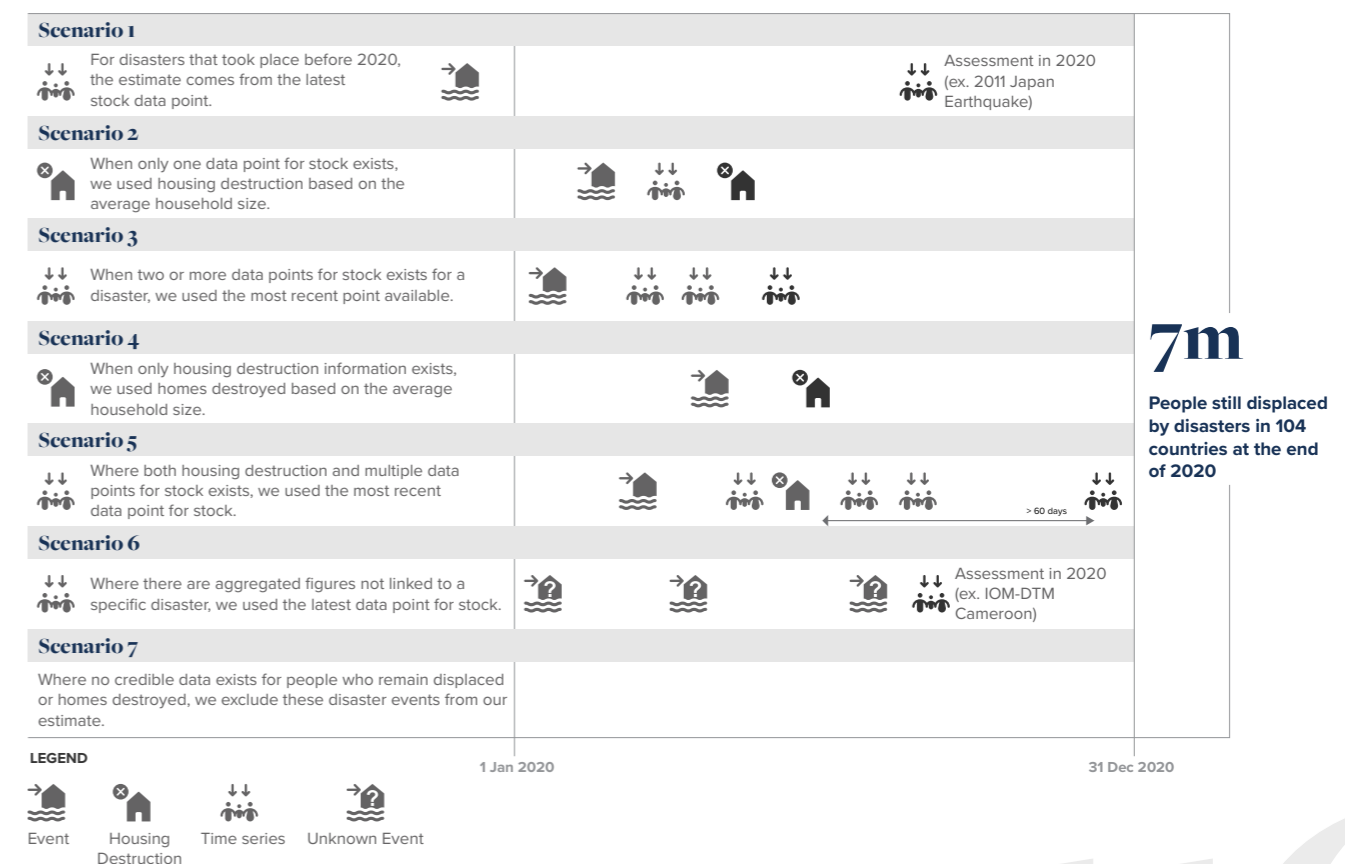 Scenario 1
For disasters that took place before 2020,
the estimate comes from the latest
stock data point.
Assessment in 2020
(ex. 2011 Japan
Earthquake)
Scenario 2
When only one data point for stock exists,
we used housing destruction based on the
average household size.
Scenario 3
When two or more data points for stock exists for a
disaster, we used the most recent point available.
Scenario 4
When only housing destruction information exists,
we used homes destroyed based on the average
household size.
Scenario 5
Where both housing destruction and multiple data
points for stock exists, we used the most recent
data point for stock.
> 60 days
Scenario 6
Where there are aggregated figures not linked to a
specific disaster, we used the latest data point for stock.
Assessment in 2020
(ex. IOM-DTM
Cameroon)
Scenario 7
Where no credible data exists for people who remain displaced
or homes destroyed, we exclude these disaster events from our
estimate.
7m
People still displaced
by disasters in 104
countries at the end
of 2020
1 Jan 2020
31 Dec 2020
LEGEND
Event
Housing
Destruction
Time series
Unknown Event